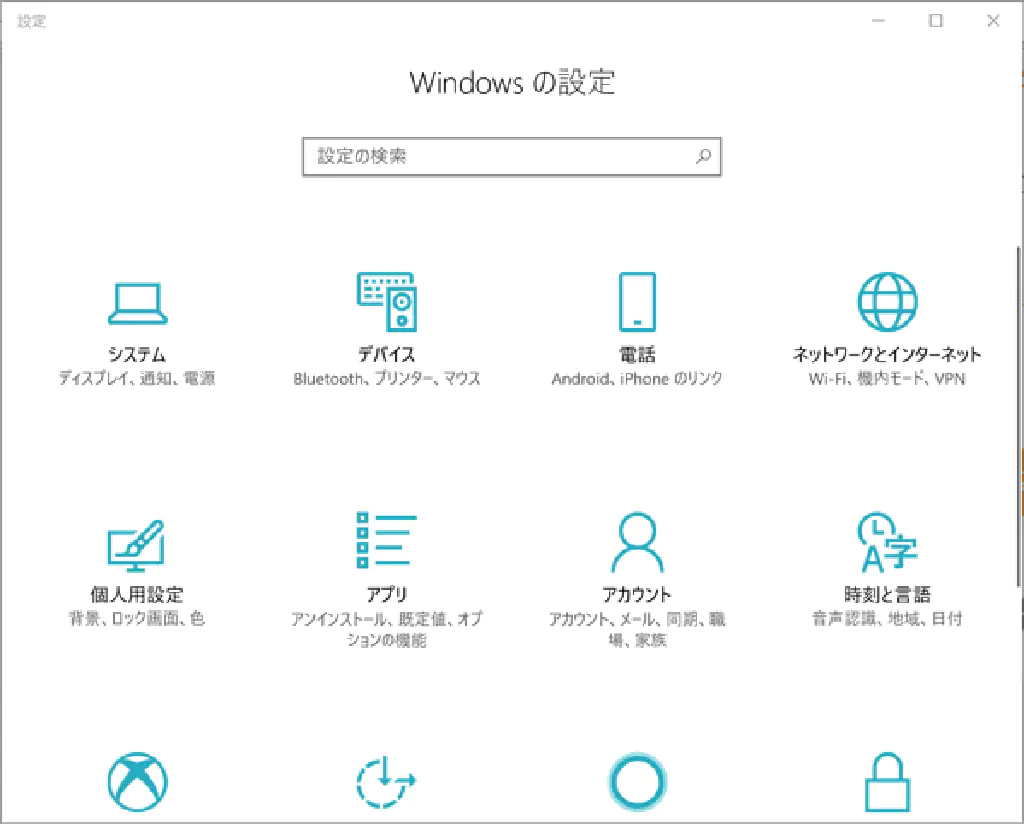 設定
Windows の設定
設定の検索
システム
ディスプレイ、通知、電源
デバイス
Bluetooth、プリンター、マウス
電話
Android、iPhone のリンク
ネットワークとインターネット
Wi-Fi、機内モード、VPN
個人用設定
背景、ロック画面、色
アプリ
アンインストール、既定値、オプ
ションの機能
アカウント
アカウント、メール、同期、職
場、家族
時刻と言語
音声認識、地域、日付